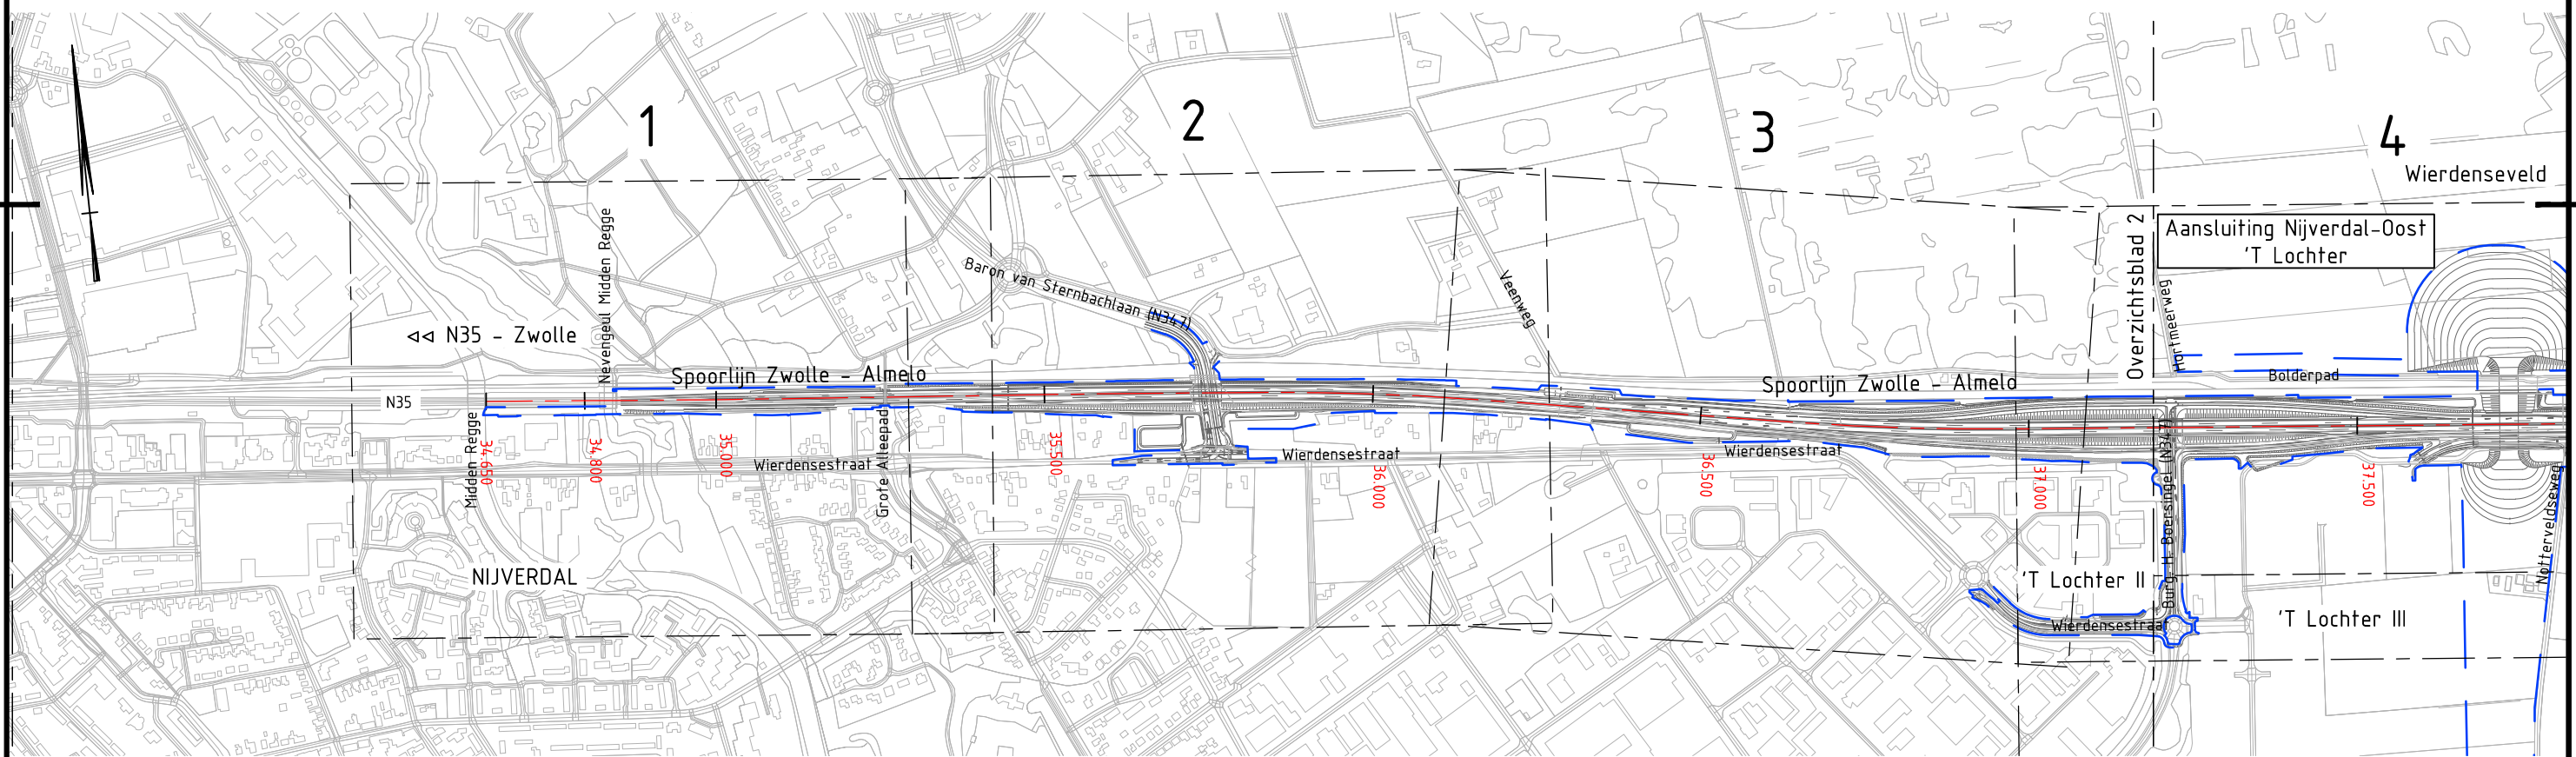 1
2
3
4
Wierdenseveld
Aansluiting Nijverdal-Oost
'T Lochter
Overzichtsblad 2
Nevengeul Midden Regge
Baron van Sternbachlaan (N347)
Veenweg
◃◃ N35 - Zwolle
Spoorlijn Zwolle - Almelo
Spoorlijn Zwolle - Almelo
Bolderpad
N35
Midden Regge
34.650
34.800
35.000
Wierdensestraat
Grote Alleepad
35.500
Wierdensestraat
36.000
36.500
Wierdensestraat
37.000
Burg. H. Boersingel (N347)
37.500
Notterveldseweg
NIJVERDAL
'T Lochter II
Wierdensestraat
'T Lochter III